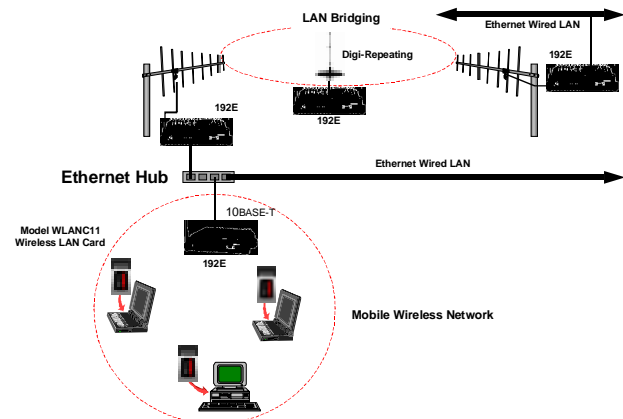 LAN Bridging
Ethernet Wired LAN
Digi-Repeating
192E
192E
192E
Ethernet Wired LAN
Ethernet Hub
10BASE-T
Model WLANC11
Wireless LAN Card
192E
Mobile Wireless Network